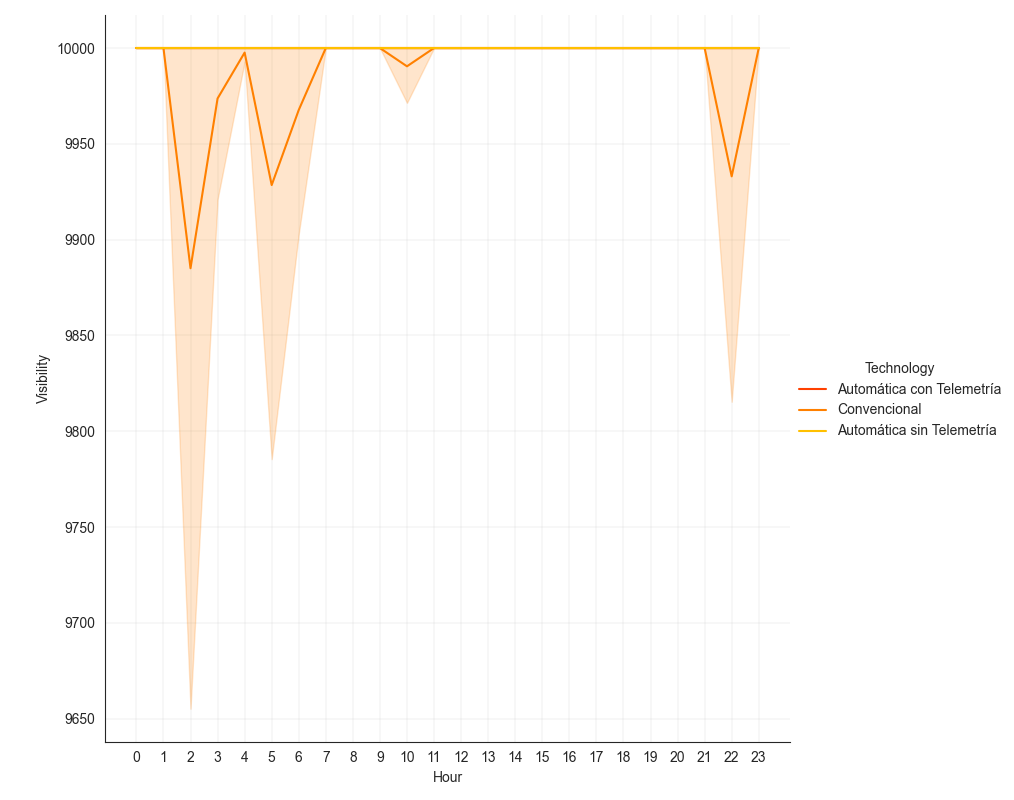 10000
9950
9900
9850
9800
9750
9700
9650
Visibility
0 1 2 3 4 5 6 7 8 9 10 11 12 13 14 15 16 17 18 19 20 21 22 23
Hour
Technology
Automática con Telemetría
Convencional
Automática sin Telemetría